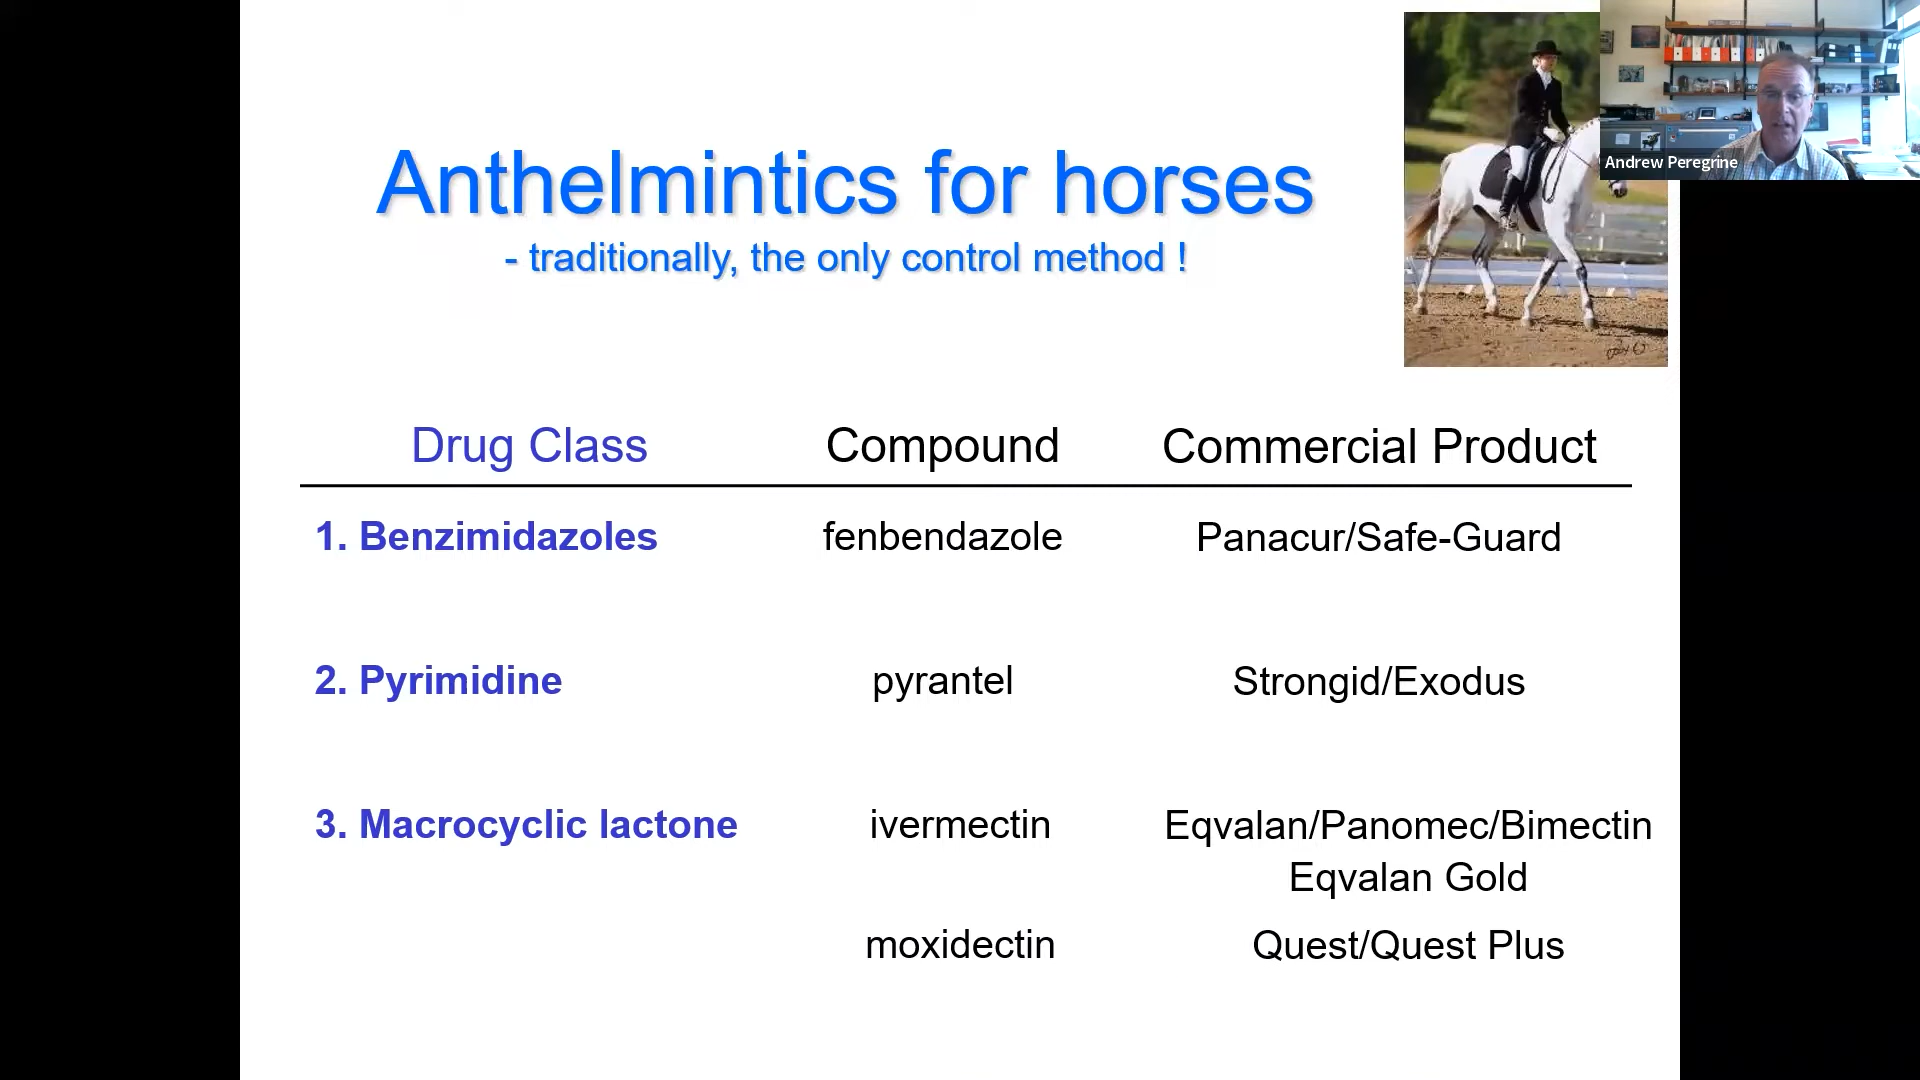 Anthelmintics for horses
- traditionally, the only control method !
Andrew Peregrine
Drug Class Compound Commercial Product
1. Benzimidazoles fenbendazole Panacur/Safe-Guard
2. Pyrimidine pyrantel Strongid/Exodus
3. Macrocyclic lactone ivermectin Eqvalan/Panomec/Bimectin
Eqvalan Gold
moxidectin Quest/Quest Plus